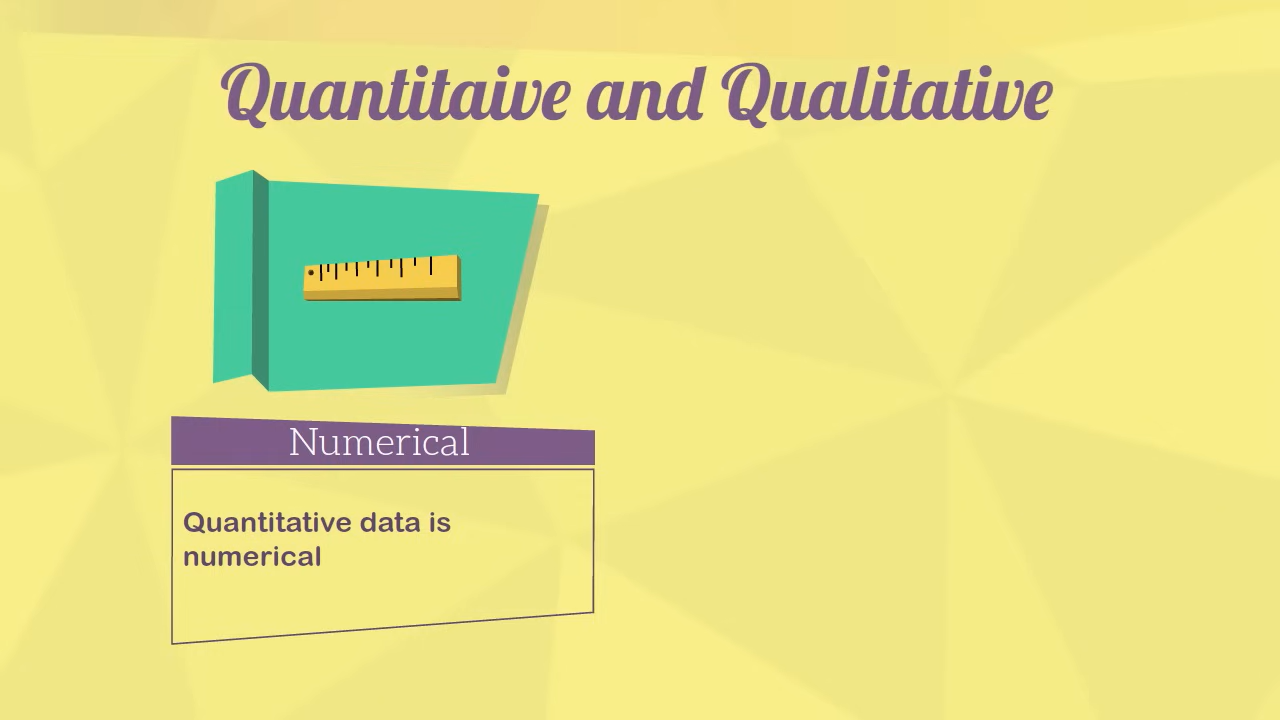 Quantitaive and Qualitative
Numerical
Quantitative data is
numerical